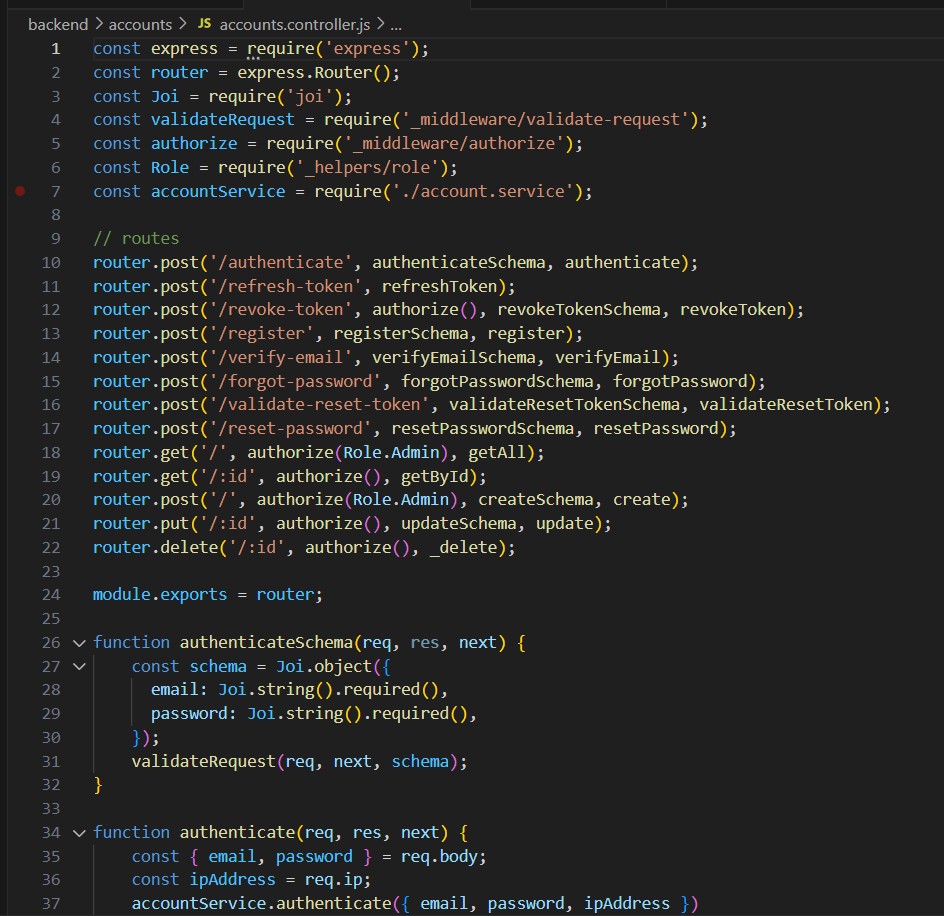 backend > accounts > JS accounts.controller.js > ...
1 const express = require('express');
2 const router = express.Router();
3 const Joi = require('joi');
4 const validateRequest = require('_middleware/validate-request');
5 const authorize = require('_middleware/authorize');
6 const Role = require('_helpers/role');
7 const accountService = require('./account.service');
8
9 // routes
10 router.post('/authenticate', authenticateSchema, authenticate);
11 router.post('/refresh-token', refreshToken);
12 router.post('/revoke-token', authorize(), revokeTokenSchema, revokeToken);
13 router.post('/register', registerSchema, register);
14 router.post('/verify-email', verifyEmailSchema, verifyEmail);
15 router.post('/forgot-password', forgotPasswordSchema, forgotPassword);
16 router.post('/validate-reset-token', validateResetTokenSchema, validateResetToken);
17 router.post('/reset-password', resetPasswordSchema, resetPassword);
18 router.get('/', authorize(Role.Admin), getAll);
19 router.get('/:id', authorize(), getById);
20 router.post('/', authorize(Role.Admin), createSchema, create);
21 router.put('/:id', authorize(), updateSchema, update);
22 router.delete('/:id', authorize(), _delete);
23
24 module.exports = router;
25
26 function authenticateSchema(req, res, next) {
27     const schema = Joi.object({
28       email: Joi.string().required(),
29       password: Joi.string().required(),
30     });
31     validateRequest(req, next, schema);
32 }
33
34 function authenticate(req, res, next) {
35     const { email, password } = req.body;
36     const ipAddress = req.ip;
37     accountService.authenticate({ email, password, ipAddress })